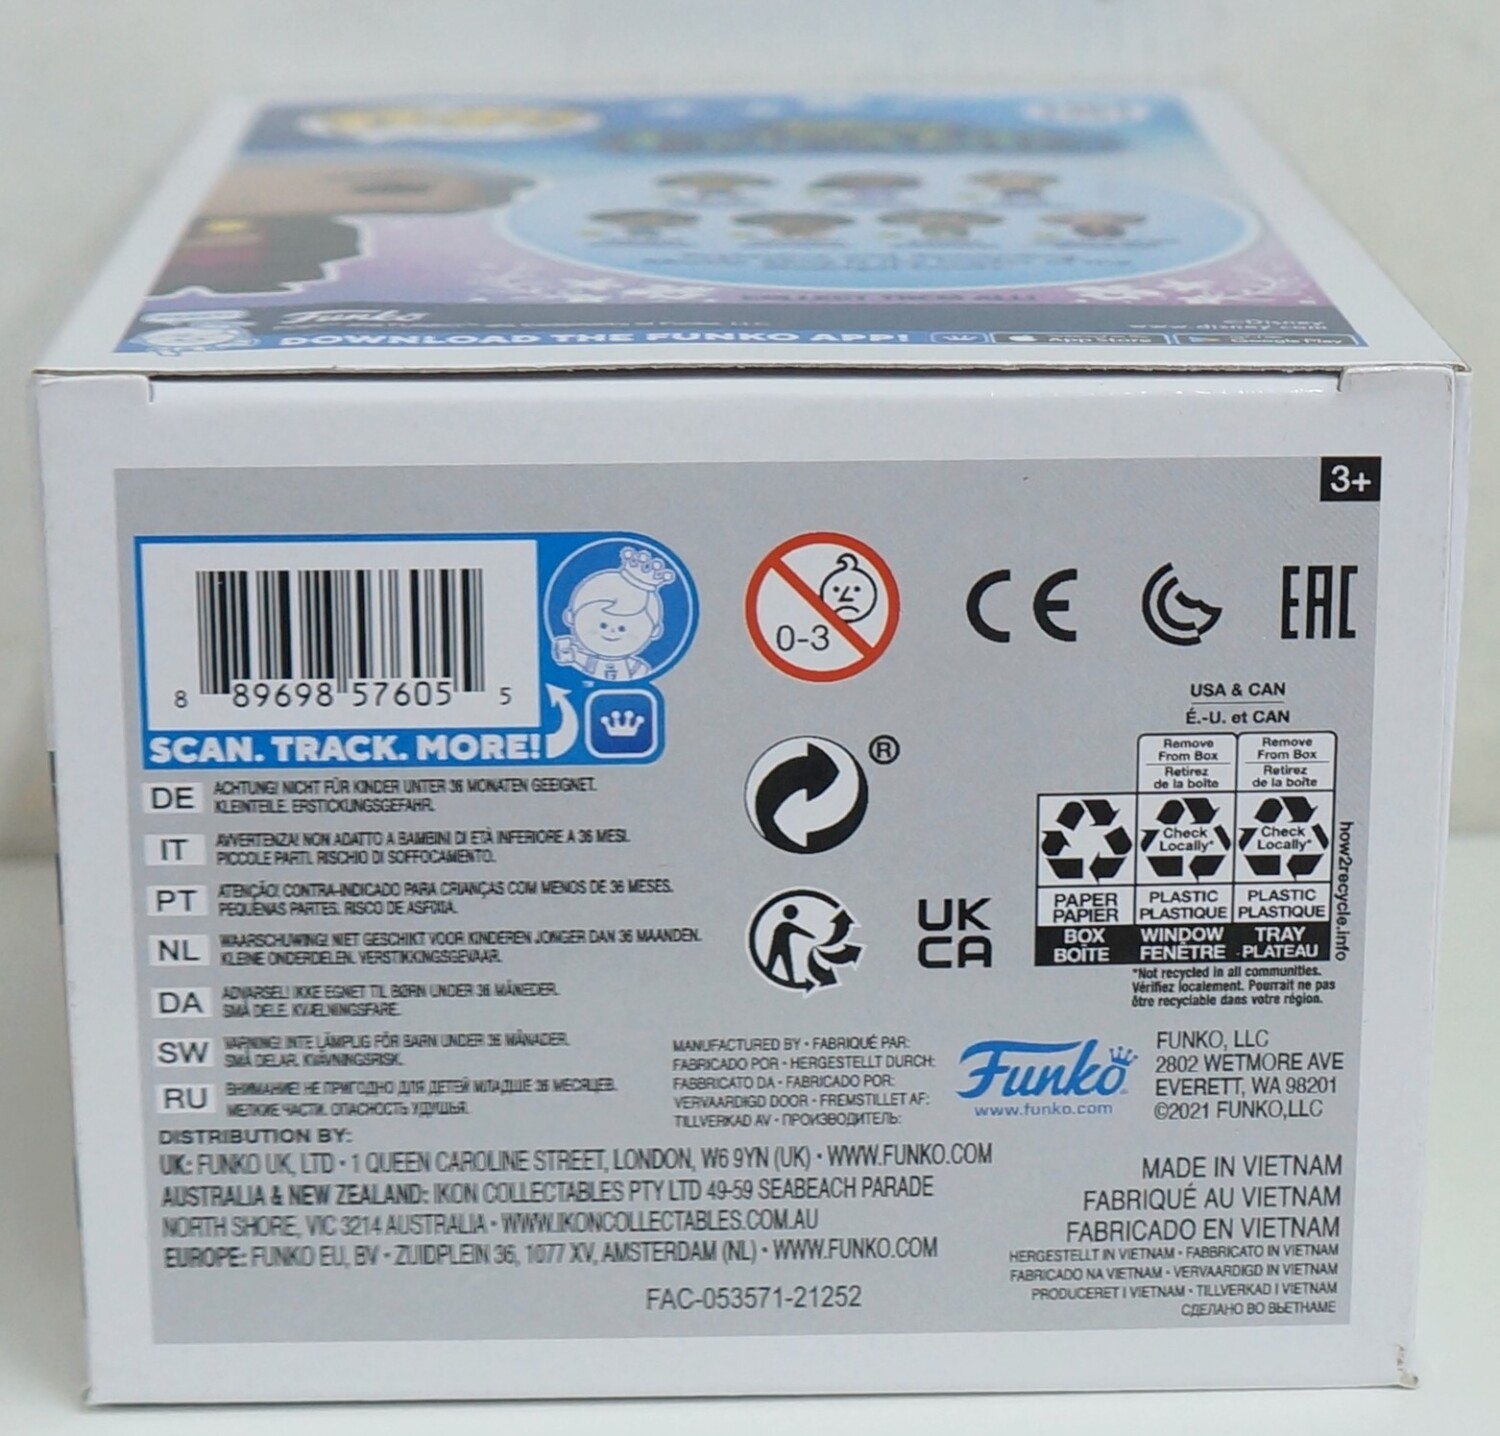 Funko
COLLECT THEM ALL!
©Disney
www.disney.com
DOWNLOAD THE FUNKO APP!
App Store
Google Play
3+
8 89698 57605 5
SCAN. TRACK. MORE!
™
0-3
CE
EAC
®
UK
CA
USA & CAN
É.-U. et CAN
Remove
From Box
Retirez
de la boîte
Remove
From Box
Retirez
de la boîte
Check
Locally*
Check
Locally*
PAPER
PAPIER
PLASTIC
PLASTIQUE
PLASTIC
PLASTIQUE
BOX
BOÎTE
WINDOW
FENÊTRE
TRAY
PLATEAU
how2recycle.info
*Not recycled in all communities.
Vérifiez localement. Pourrait ne pas
être recyclable dans votre région.
DE ACHTUNG! NICHT FÜR KINDER UNTER 36 MONATEN GEEIGNET.
KLEINTEILE. ERSTICKUNGSGEFAHR.
IT AVVERTENZA! NON ADATTO A BAMBINI DI ETÀ INFERIORE A 36 MESI.
PICCOLE PARTI. RISCHIO DI SOFFOCAMENTO.
PT ATENÇÃO! CONTRA-INDICADO PARA CRIANÇAS COM MENOS DE 36 MESES.
PEQUENAS PARTES. RISCO DE ASFIXIA.
NL WAARSCHUWING! NIET GESCHIKT VOOR KINDEREN JONGER DAN 36 MAANDEN.
KLEINE ONDERDELEN. VERSTIKKINGSGEVAAR.
DA ADVARSEL! IKKE EGNET TIL BØRN UNDER 36 MÅNEDER.
SMÅ DELE. KVÆLNINGSFARE.
SW VARNING! INTE LÄMPLIG FÖR BARN UNDER 36 MÅNADER.
SMÅ DELAR. KVÄVNINGSRISK.
RU ВНИМАНИЕ! НЕ ПРИГОДНО ДЛЯ ДЕТЕЙ МЛАДШЕ 36 МЕСЯЦЕВ.
МЕЛКИЕ ЧАСТИ. ОПАСНОСТЬ УДУШЬЯ.
MANUFACTURED BY • FABRIQUÉ PAR:
FABRICADO POR • HERGESTELLT DURCH:
FABBRICATO DA • FABRICADO POR:
VERVAARDIGD DOOR • FREMSTILLET AF:
TILLVERKAD AV • ПРОИЗВОДИТЕЛЬ:
Funko
www.funko.com
FUNKO, LLC
2802 WETMORE AVE
EVERETT, WA 98201
©2021 FUNKO,LLC
DISTRIBUTION BY:
UK: FUNKO UK, LTD • 1 QUEEN CAROLINE STREET, LONDON, W6 9YN (UK) • WWW.FUNKO.COM
AUSTRALIA & NEW ZEALAND: IKON COLLECTABLES PTY LTD 49-59 SEABEACH PARADE
NORTH SHORE, VIC 3214 AUSTRALIA • WWW.IKONCOLLECTABLES.COM.AU
EUROPE: FUNKO EU, BV • ZUIDPLEIN 36, 1077 XV, AMSTERDAM (NL) • WWW.FUNKO.COM
FAC-053571-21252
MADE IN VIETNAM
FABRIQUÉ AU VIETNAM
FABRICADO EN VIETNAM
HERGESTELLT IN VIETNAM • FABBRICATO IN VIETNAM
FABRICADO NA VIETNAM • VERVAARDIGD IN VIETNAM
PRODUCERET I VIETNAM • TILLVERKAD I VIETNAM
СДЕЛАНО ВО ВЬЕТНАМЕ